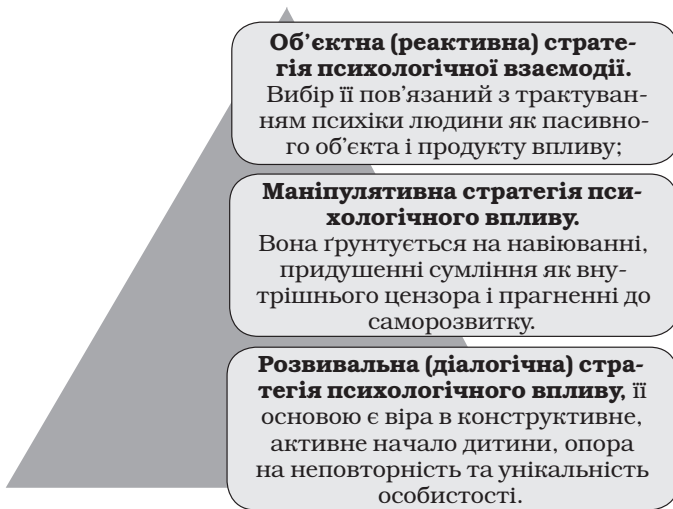 Об’єктна (реактивна) страте-
гія психологічної взаємодії.
Вибір її пов’язаний з трактуван-
ням психіки людини як пасивно-
го об’єкта і продукту впливу;
Маніпулятивна стратегія пси-
хологічного впливу.
Вона ґрунтується на навіюванні,
придушенні сумління як вну-
трішнього цензора і прагненні до
саморозвитку.
Розвивальна (діалогічна) стра-
тегія психологічного впливу, її
основою є віра в конструктивне,
активне начало дитини, опора
на неповторність та унікальність
особистості.